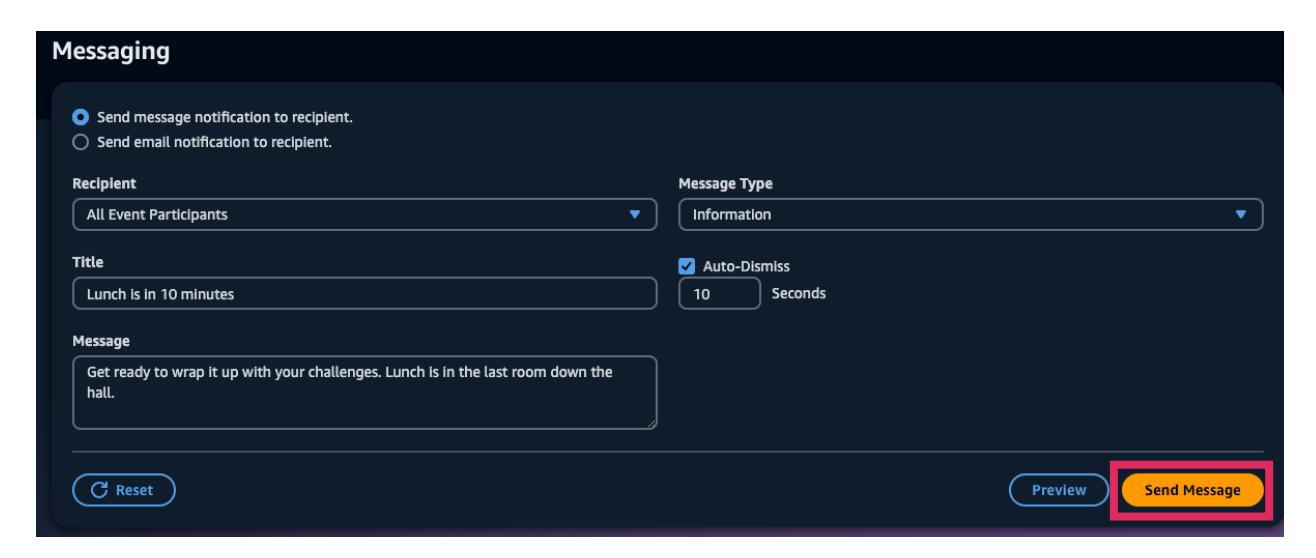 Messaging
Send message notification to recipient.
Send email notification to recipient.
Recipient
Message Type
All Event Participants
Information
Title
Auto-Dismiss
Lunch is in 10 minutes
10
Seconds
Message
Get ready to wrap it up with your challenges. Lunch is in the last room down the
hall.
Reset
Preview
Send Message